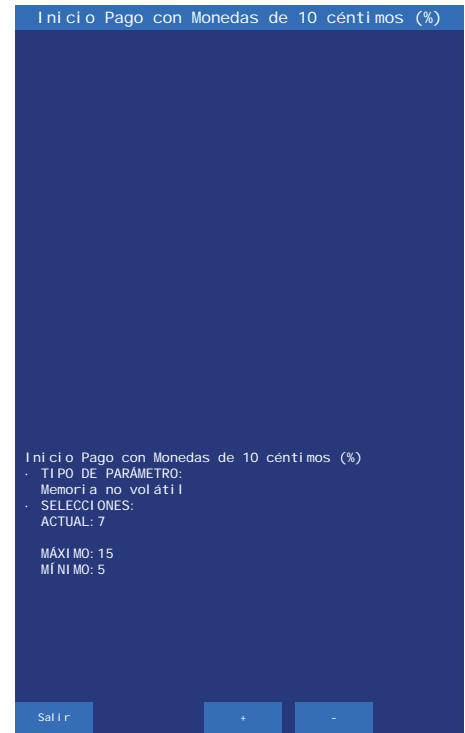 Inicio Pago con Monedas de 10 céntimos (%)
Inicio Pago con Monedas de 10 céntimos (%)
· TIPO DE PARÁMETRO:
Memoria no volátil
· SELECCIONES:
ACTUAL: 7
MÁXIMO: 15
MÍNIMO: 5
Salir + -